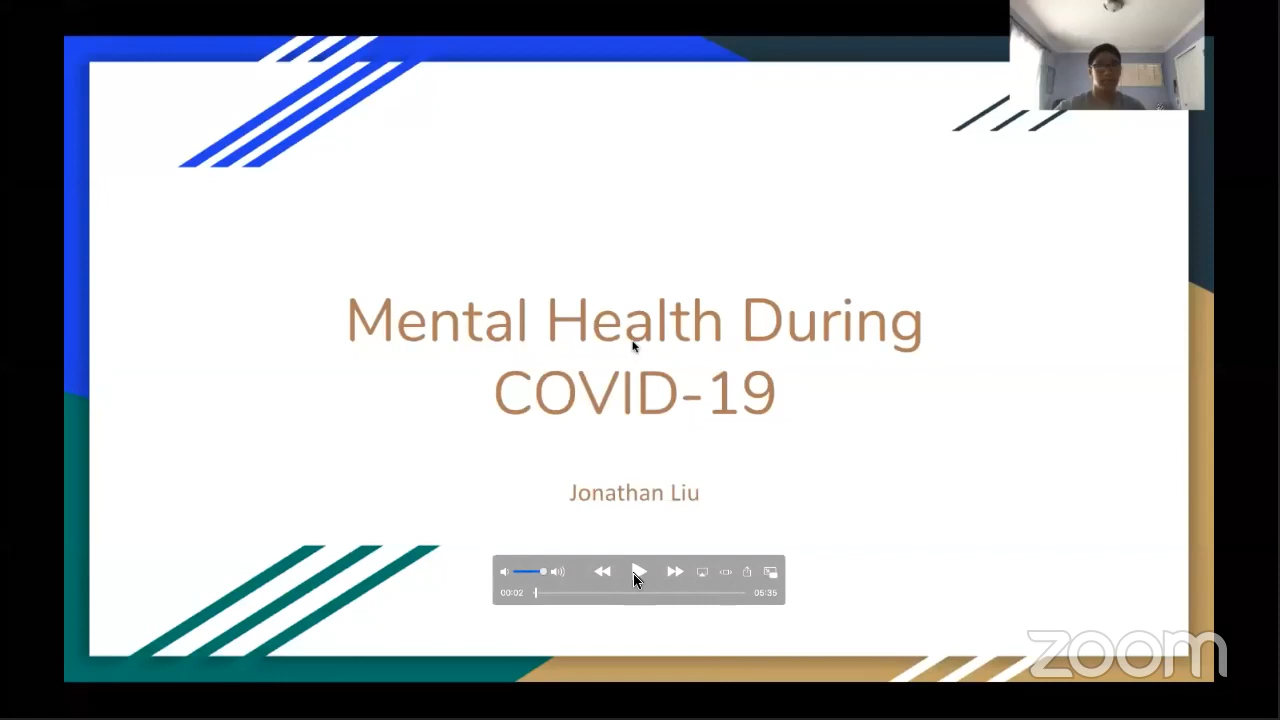 Mental Health During
COVID-19
Jonathan Liu
00:02
05:35
zoom